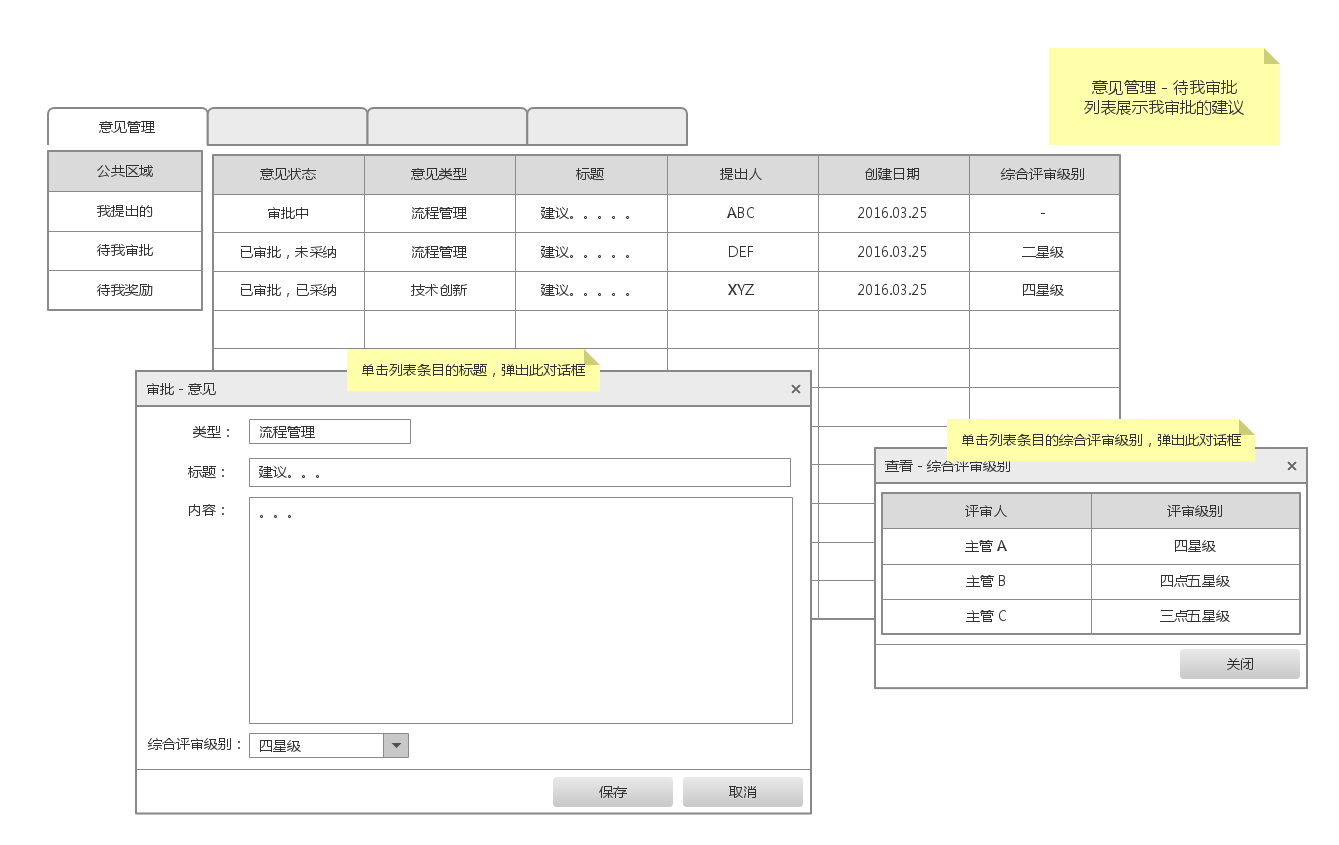 意见管理 - 待我审批
列表展示我审批的建议
意见管理
公共区域
我提出的
待我审批
待我奖励
意见状态 意见类型 标题 提出人 创建日期 综合评审级别
审批中 流程管理 建议。。。。。 ABC 2016.03.25 -
已审批，未采纳 流程管理 建议。。。。。 DEF 2016.03.25 二星级
已审批，已采纳 技术创新 建议。。。。。 XYZ 2016.03.25 四星级
单击列表条目的标题，弹出此对话框
审批 - 意见 ×
类型： 流程管理
标题： 建议。。。
内容： 。。。
综合评审级别： 四星级
保存 取消
单击列表条目的综合评审级别，弹出此对话框
查看 - 综合评审级别 ×
评审人 评审级别
主管 A 四星级
主管 B 四点五星级
主管 C 三点五星级
关闭